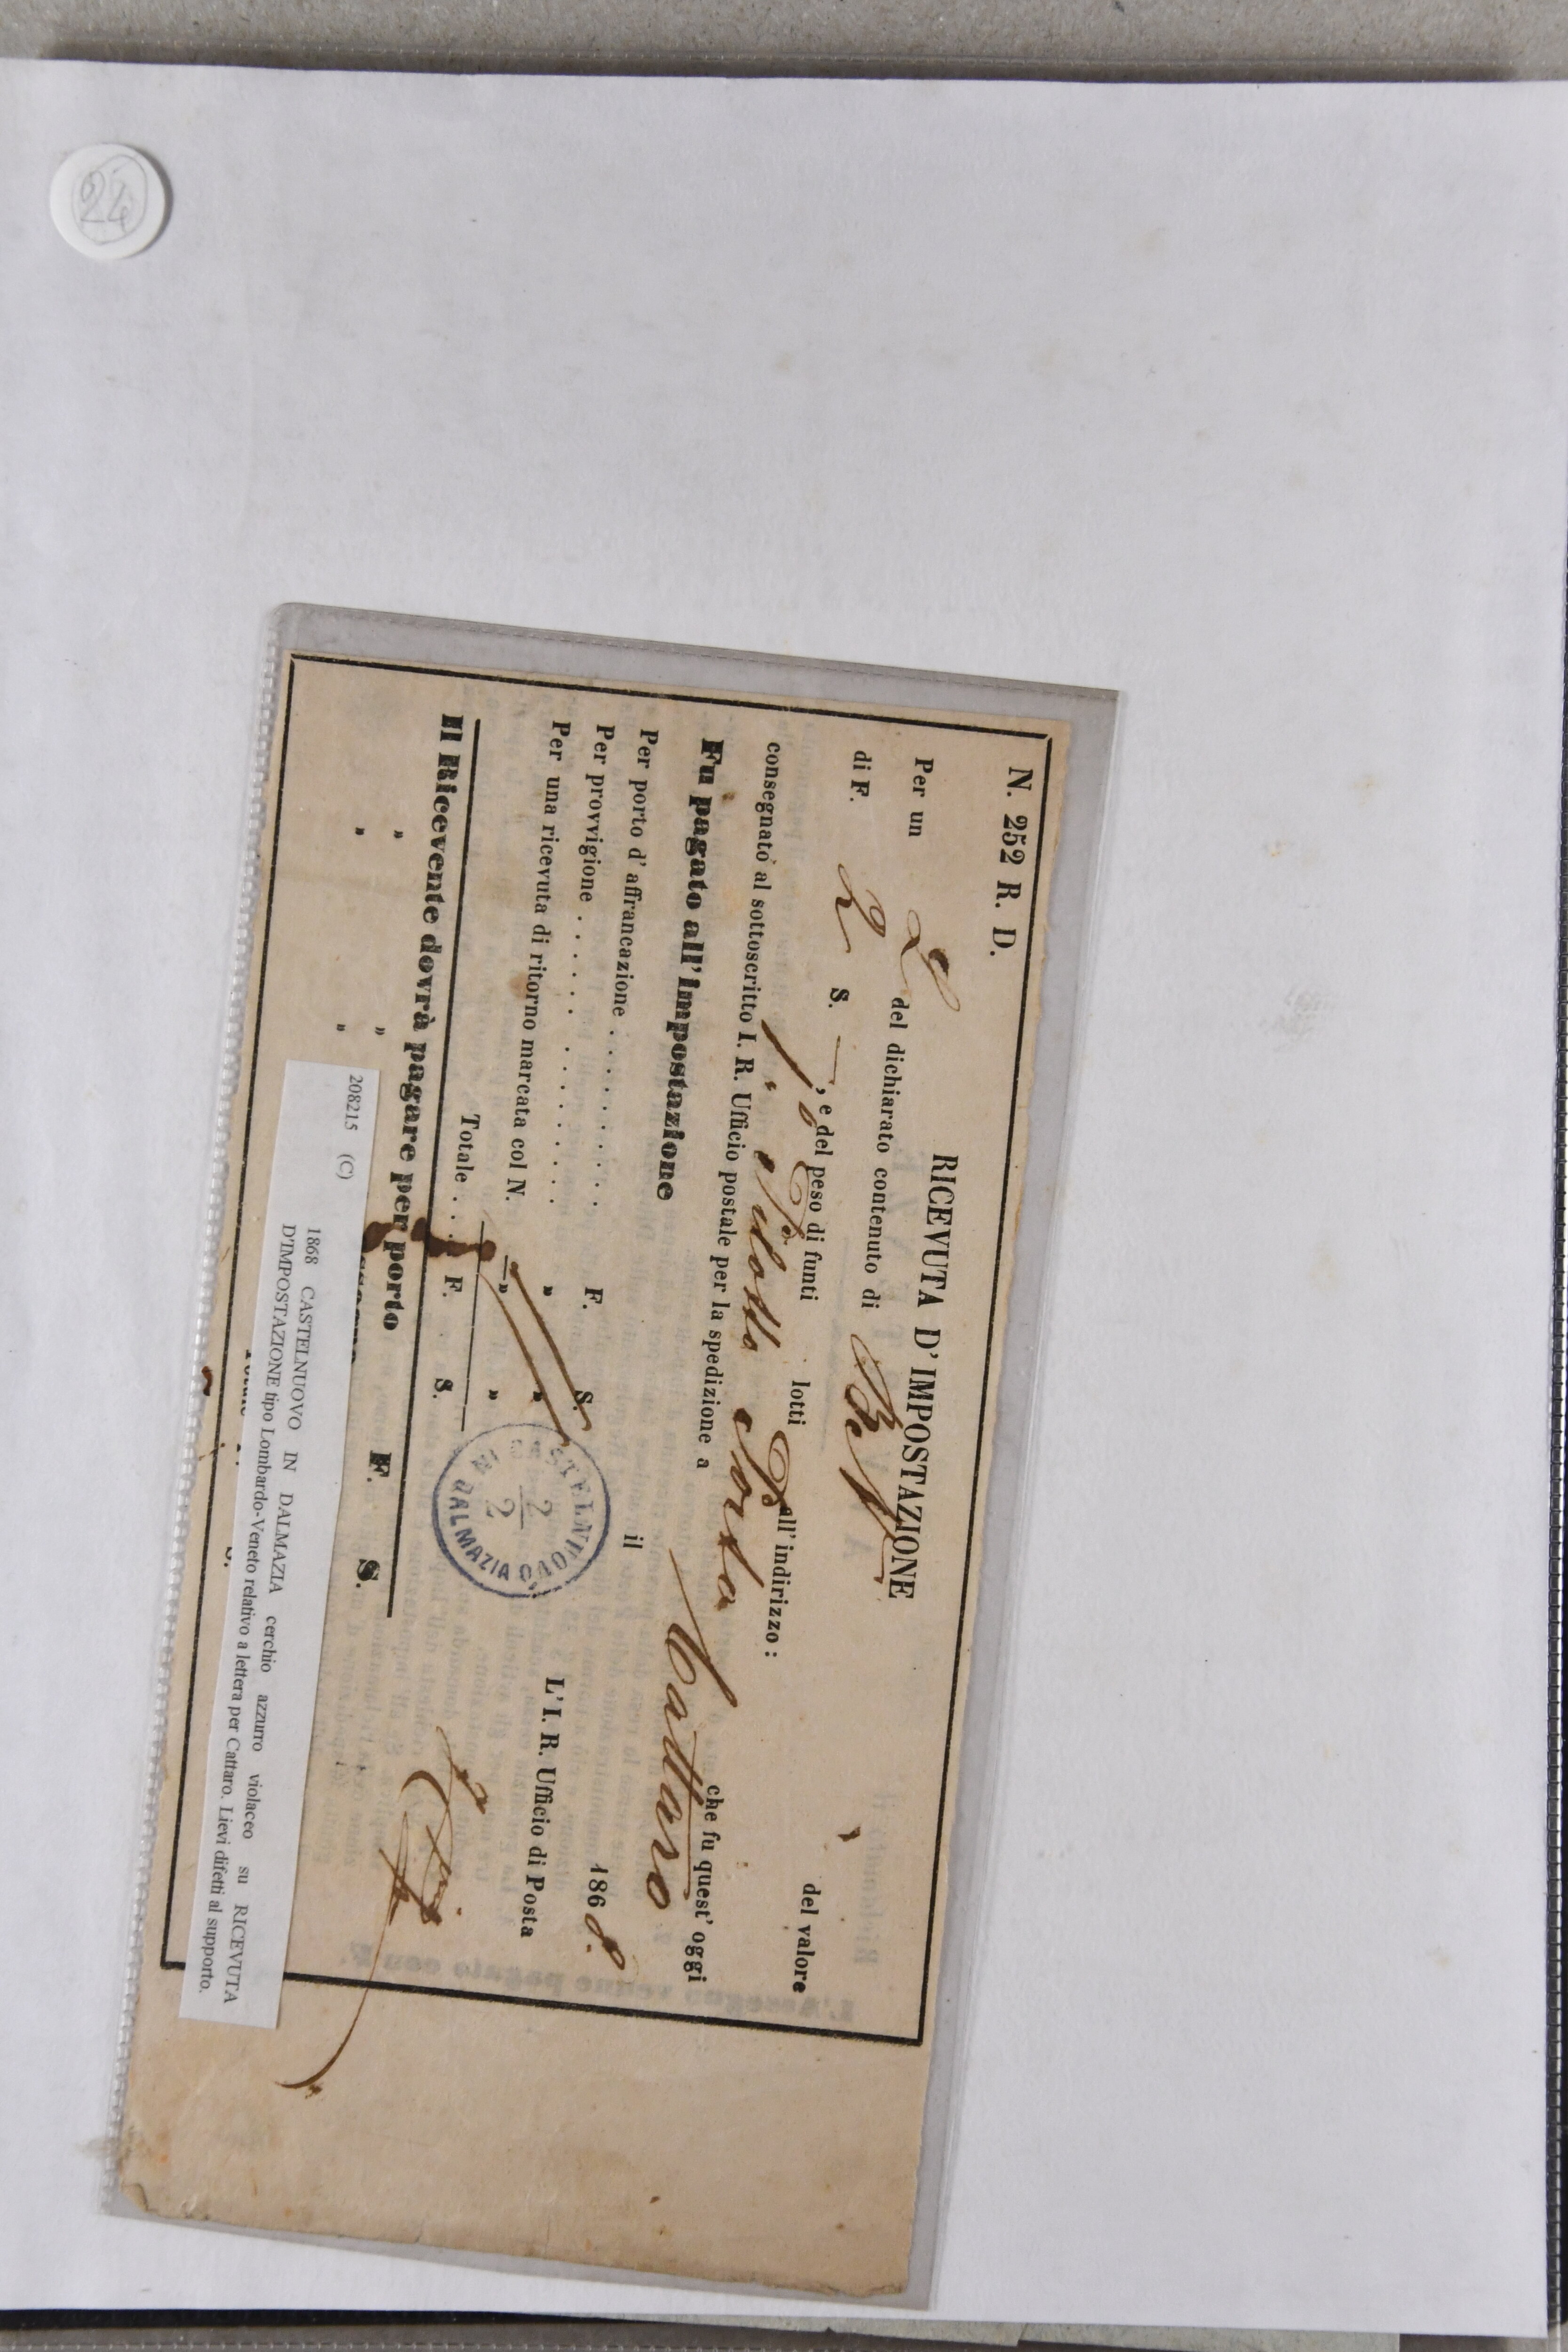 24
N. 252 R. D.
RICEVUTA D'IMPOSTAZIONE
Per un del dichiarato contenuto di del valore
di F. S. —, e del peso di funti lotti all' indirizzo :
consegnato al sottoscritto I. R. Ufficio postale per la spedizione a Cattaro che fu quest' oggi
Fu pagato all'Impostazione il 1868.
Per porto d' affrancazione . . . . . . . . . F. S.
Per provvigione . . . . . . . . . . . . " "
Per una ricevuta di ritorno marcata col N. " "
Totale . . F. S.
L' I. R. Ufficio di Posta
CASTELNUOVO
IN DALMAZIA
2
2
Il Ricevente dovrà pagare per porto F. S.
" "
" "
208215 (C)
1868 CASTELNUOVO IN DALMAZIA cerchio azzurro violaceo su RICEVUTA
D'IMPOSTAZIONE tipo Lombardo-Veneto relativo a lettera per Cattaro. Lievi difetti al supporto.